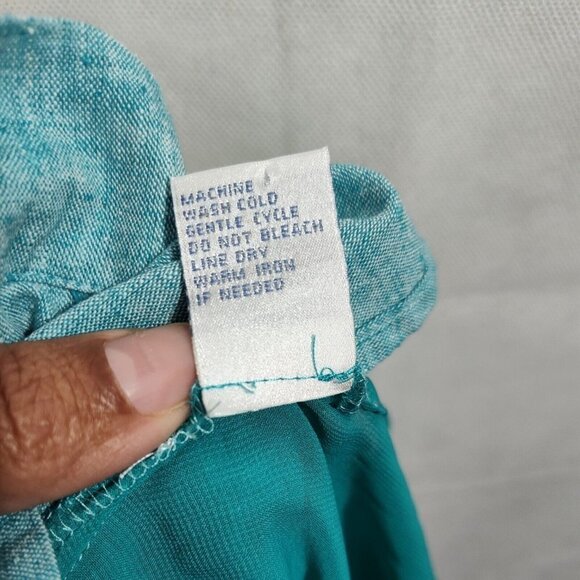 MACHINE
WASH COLD
GENTLE CYCLE
DO NOT BLEACH
LINE DRY
WARM IRON
IF NEEDED